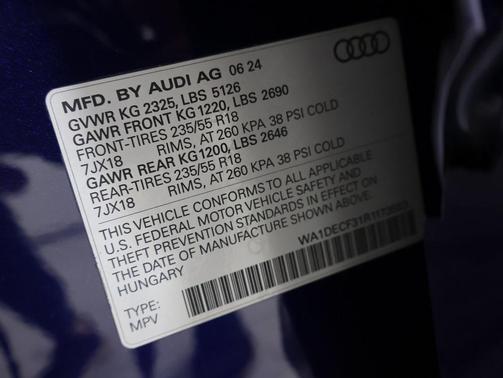 MFD. BY AUDI AG 06 24
GVWR KG 2325, LBS 5126
GAWR FRONT KG1220, LBS 2690
FRONT-TIRES 235/55 R18
7JX18 RIMS, AT 260 KPA 38 PSI COLD
GAWR REAR KG1200, LBS 2646
REAR-TIRES 235/55 R18
7JX18 RIMS, AT 260 KPA 38 PSI COLD
THIS VEHICLE CONFORMS TO ALL APPLICABLE
U.S. FEDERAL MOTOR VEHICLE SAFETY AND
THEFT PREVENTION STANDARDS IN EFFECT ON
THE DATE OF MANUFACTURE SHOWN ABOVE.
HUNGARY
TYPE:
MPV